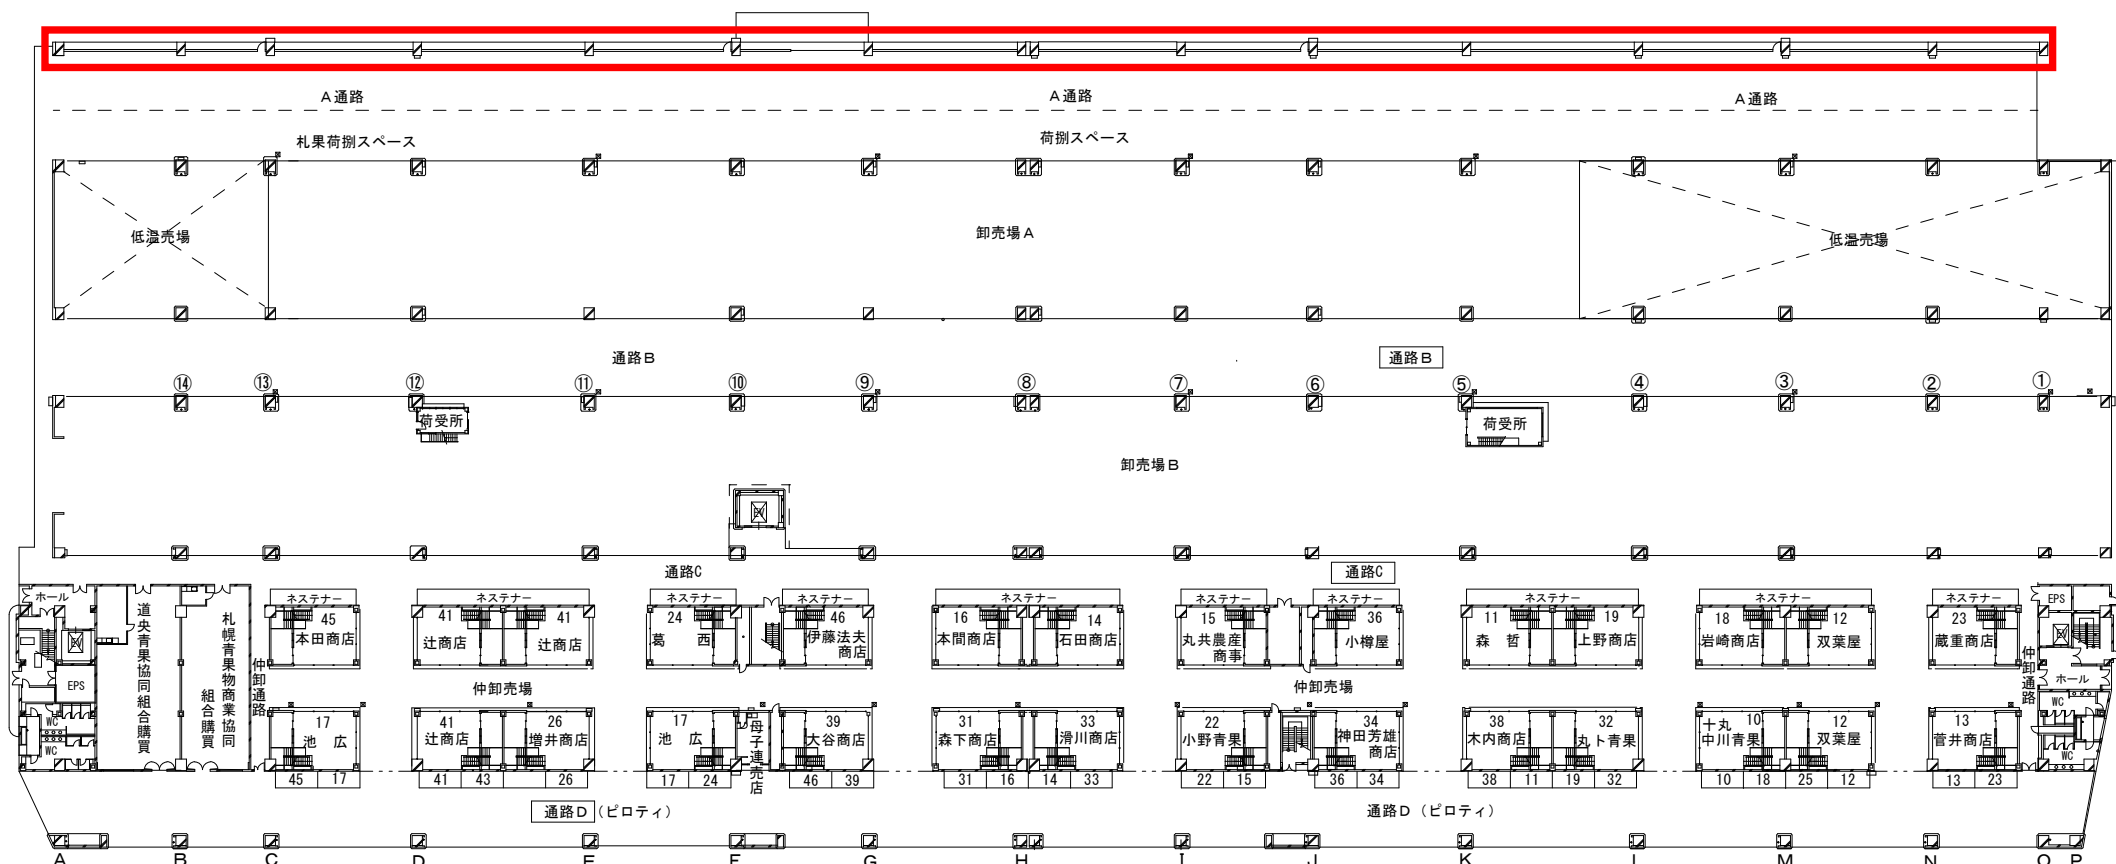 A通路 A通路 A通路
札果荷捌スペース 荷捌スペース
低温売場 卸売場A 低温売場
通路B 通路B
⑭ ⑬ ⑫ ⑪ ⑩ ⑨ ⑧ ⑦ ⑥ ⑤ ④ ③ ② ①
荷受所 荷受所
卸売場B
EV
通路C 通路C
ホール ネステナー ネステナー ネステナー ネステナー ネステナー ネステナー ネステナー ネステナー ネステナー ネステナー EPS
45 41 41 24 46 16 14 15 36 11 19 18 12 23
本田商店 辻商店 辻商店 葛西 伊藤法夫商店 本間商店 石田商店 丸共農産商事 小樽屋 森哲 上野商店 岩崎商店 双葉屋 蔵重商店
EV EPS WC WC
道央青果協同組合購買
札幌青果物商業協同組合購買
仲卸通路
仲卸売場 仲卸売場
仲卸通路
EV ホール WC WC
17 41 26 17 39 31 33 22 34 38 32 10 12 13
池広 辻商店 増井商店 池広 母子連売店 大谷商店 森下商店 滑川商店 小野青果 神田芳雄商店 木内商店 丸ト青果 十丸中川青果 双葉屋 菅井商店
45 17 41 43 26 17 24 46 39 31 16 14 33 22 15 36 34 38 11 19 32 10 18 25 12 13 23
通路D（ピロティ） 通路D（ピロティ）
A B C D E F G H I J K L M N O P